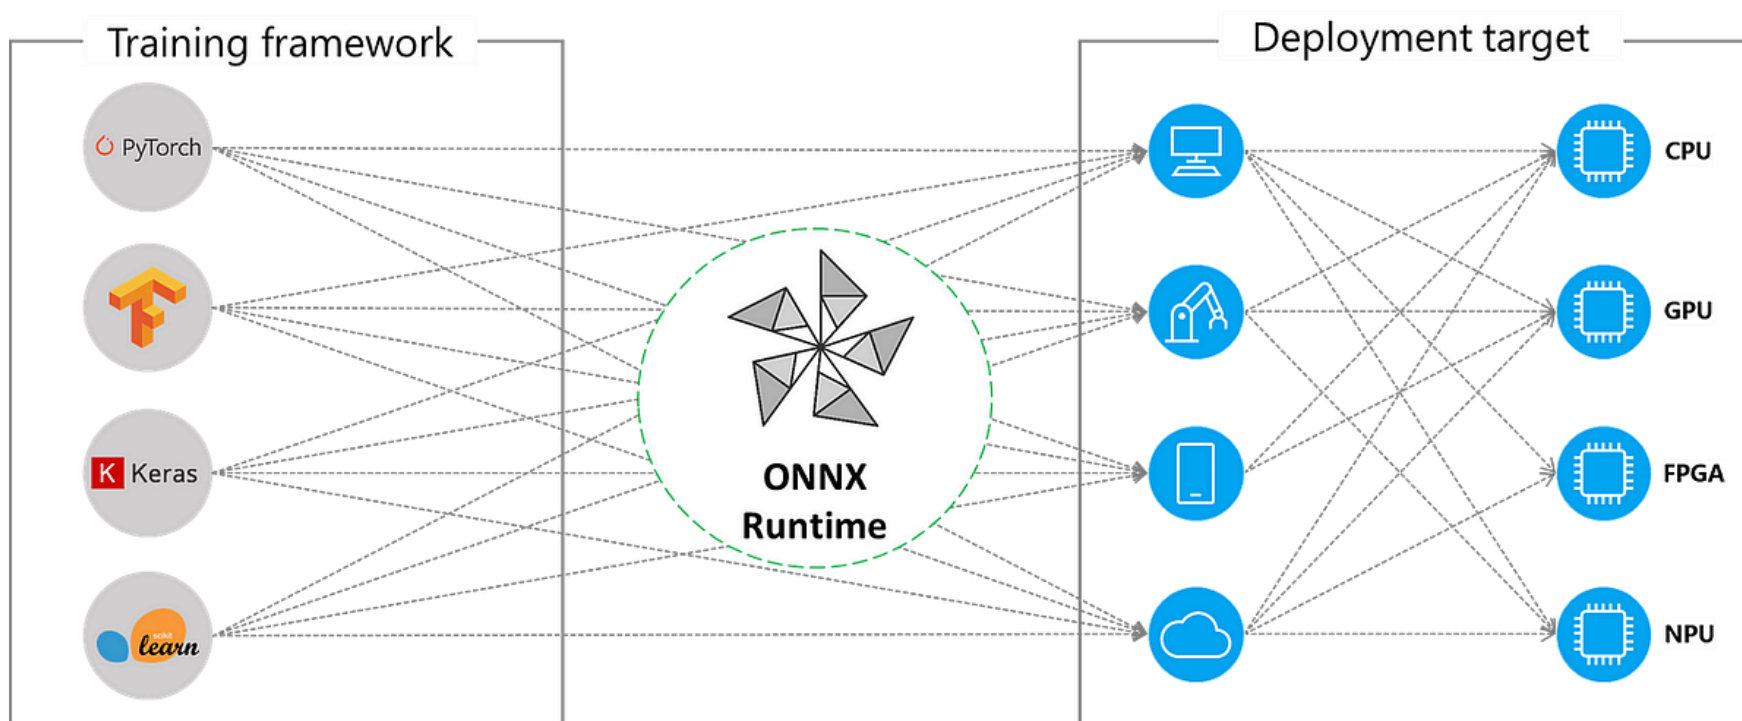 Training framework
Deployment target
PyTorch
K Keras
scikit
learn
ONNX
Runtime
CPU
GPU
FPGA
NPU